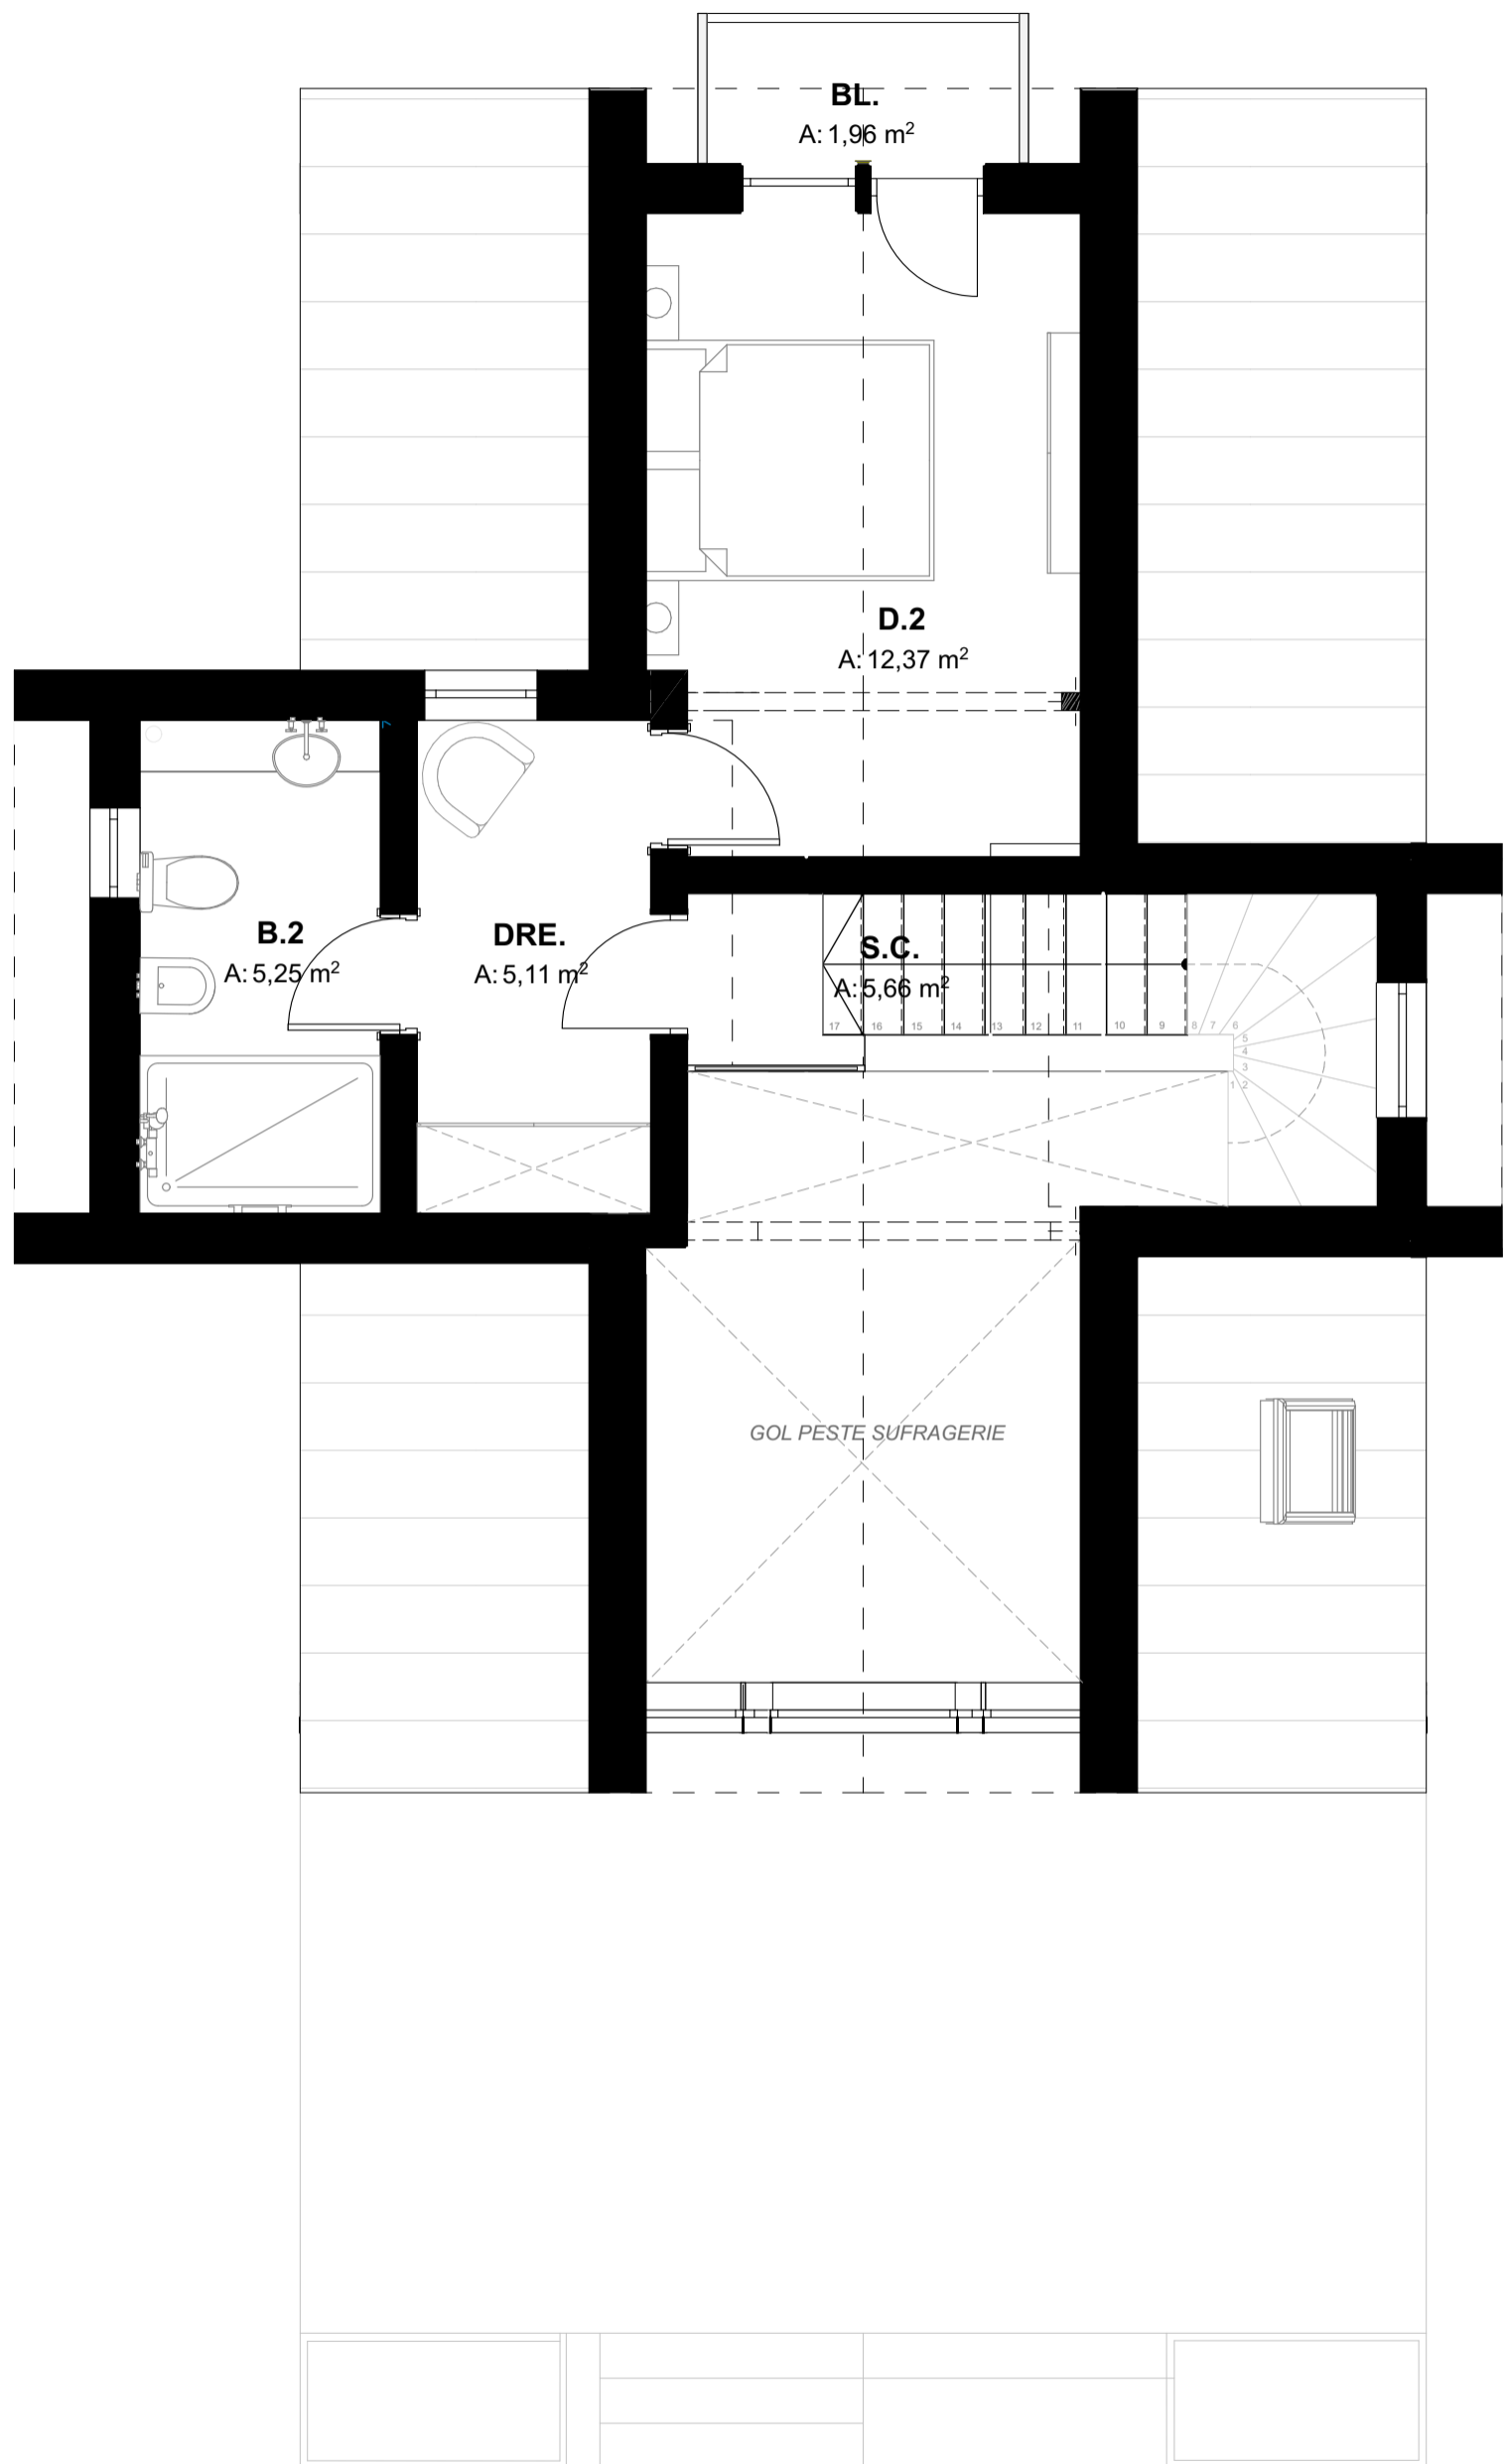 BL.
A: 1,96 m²
D.2
A: 12,37 m²
7
B.2
A: 5,25 m²
DRE.
A: 5,11 m²
S.C.
A: 5,66 m²
17 16 15 14 13 12 11 10 9 8 7 6
5
4
3
1 2
GOL PESTE SUFRAGERIE